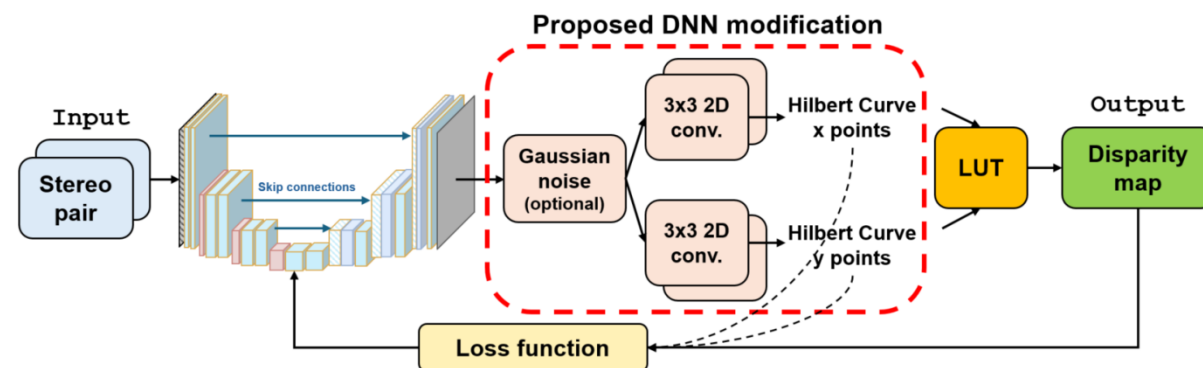 Proposed DNN modification
Input
Stereo
pair
Skip connections
Gaussian
noise
(optional)
3x3 2D
conv.
3x3 2D
conv.
Hilbert Curve
x points
Hilbert Curve
y points
LUT
Output
Disparity
map
Loss function